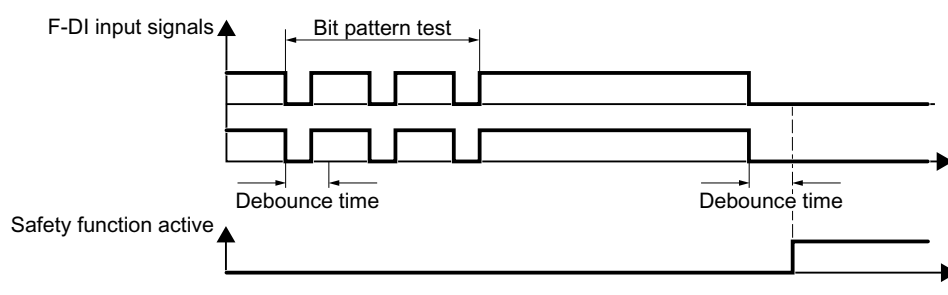 F-DI input signals
Bit pattern test
Debounce time
Debounce time
Safety function active